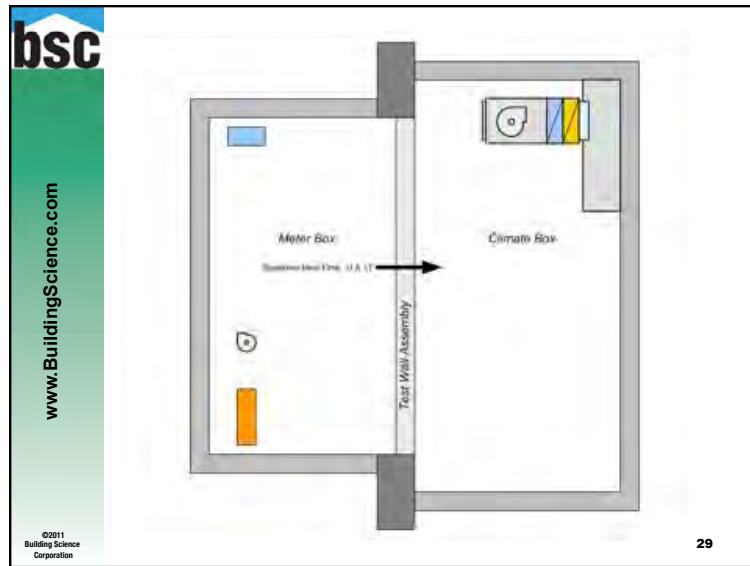 bsc
www.BuildingScience.com
Meter Box
Climate Box
Test Wall Assembly
©2011
Building Science
Corporation
29